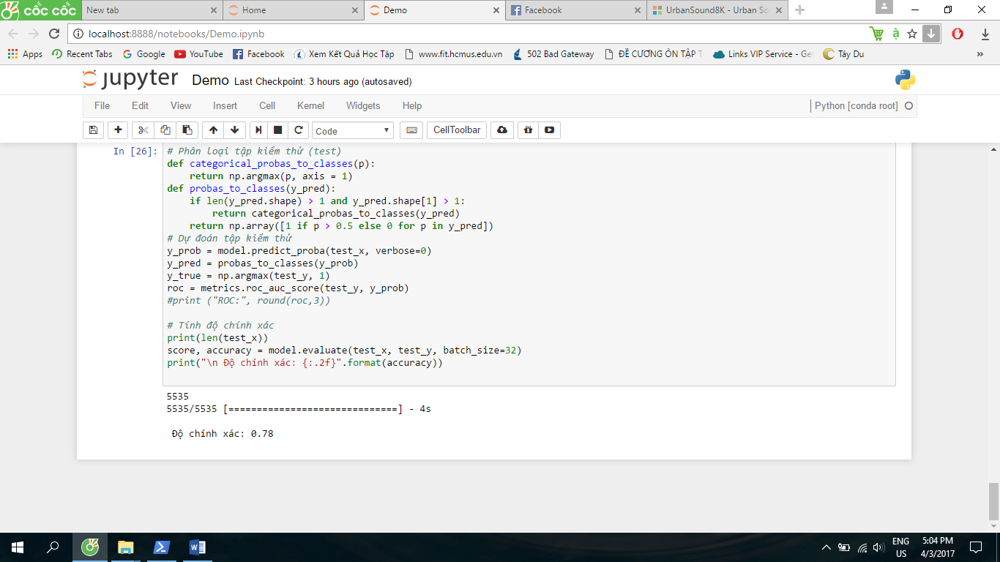 cốc cốc New tab Home Demo Facebook UrbanSound8K - Urban So
localhost:8888/notebooks/Demo.ipynb à
Apps Recent Tabs Google YouTube Facebook Xem Kết Quả Học Tập www.fit.hcmus.edu.vn 502 Bad Gateway ĐỀ CƯƠNG ÔN TẬP T Links VIP Service - Ge Tây Du »
jupyter Demo Last Checkpoint: 3 hours ago (autosaved)
File Edit View Insert Cell Kernel Widgets Help Python [conda root]
Code CellToolbar
In [26]: # Phân loại tập kiểm thử (test)
def categorical_probas_to_classes(p):
    return np.argmax(p, axis = 1)
def probas_to_classes(y_pred):
    if len(y_pred.shape) > 1 and y_pred.shape[1] > 1:
        return categorical_probas_to_classes(y_pred)
    return np.array([1 if p > 0.5 else 0 for p in y_pred])
# Dự đoán tập kiểm thử
y_prob = model.predict_proba(test_x, verbose=0)
y_pred = probas_to_classes(y_prob)
y_true = np.argmax(test_y, 1)
roc = metrics.roc_auc_score(test_y, y_prob)
#print ("ROC:", round(roc,3))
# Tính độ chính xác
print(len(test_x))
score, accuracy = model.evaluate(test_x, test_y, batch_size=32)
print("\n Độ chính xác: {:.2f}".format(accuracy))
5535
5535/5535 [==============================] - 4s
Độ chính xác: 0.78
ENG 5:04 PM
US 4/3/2017